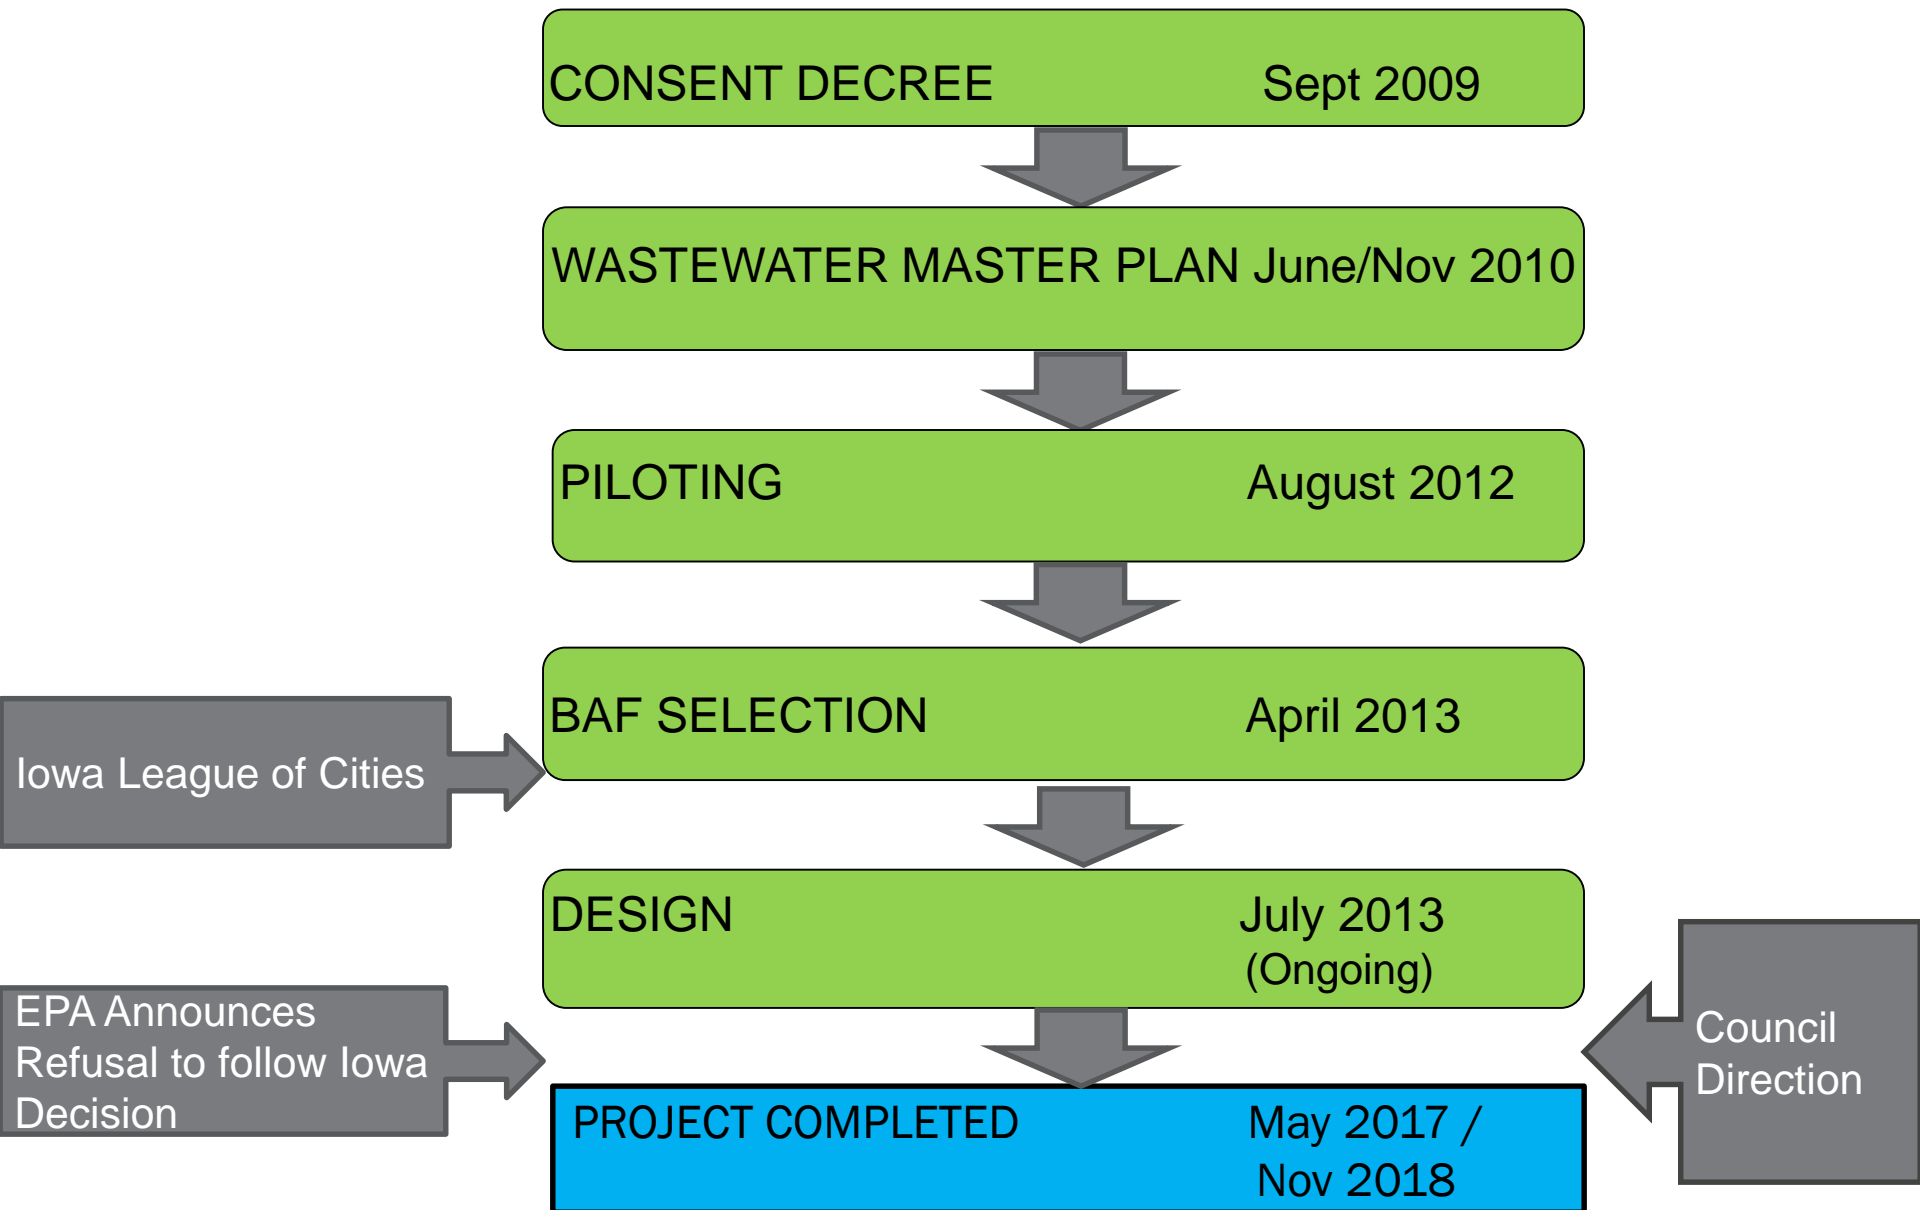 CONSENT DECREE Sept 2009
WASTEWATER MASTER PLAN June/Nov 2010
PILOTING August 2012
BAF SELECTION April 2013
Iowa League of Cities
DESIGN July 2013
(Ongoing)
EPA Announces
Refusal to follow Iowa
Decision
Council
Direction
PROJECT COMPLETED May 2017 /
Nov 2018